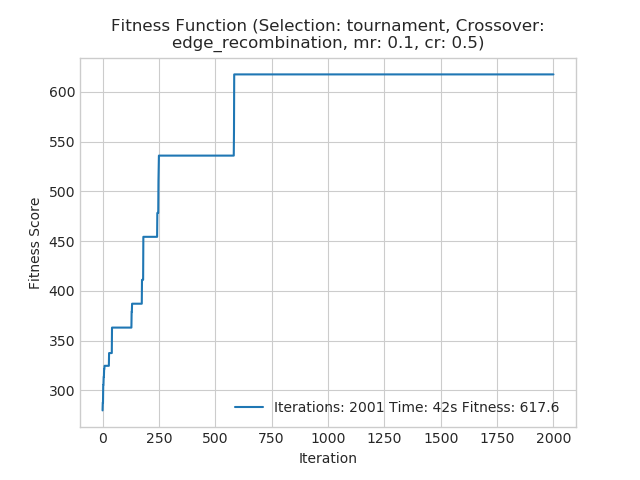 Fitness Function (Selection: tournament, Crossover:
edge_recombination, mr: 0.1, cr: 0.5)
Fitness Score
600
550
500
450
400
350
300
Iterations: 2001 Time: 42s Fitness: 617.6
0 250 500 750 1000 1250 1500 1750 2000
Iteration